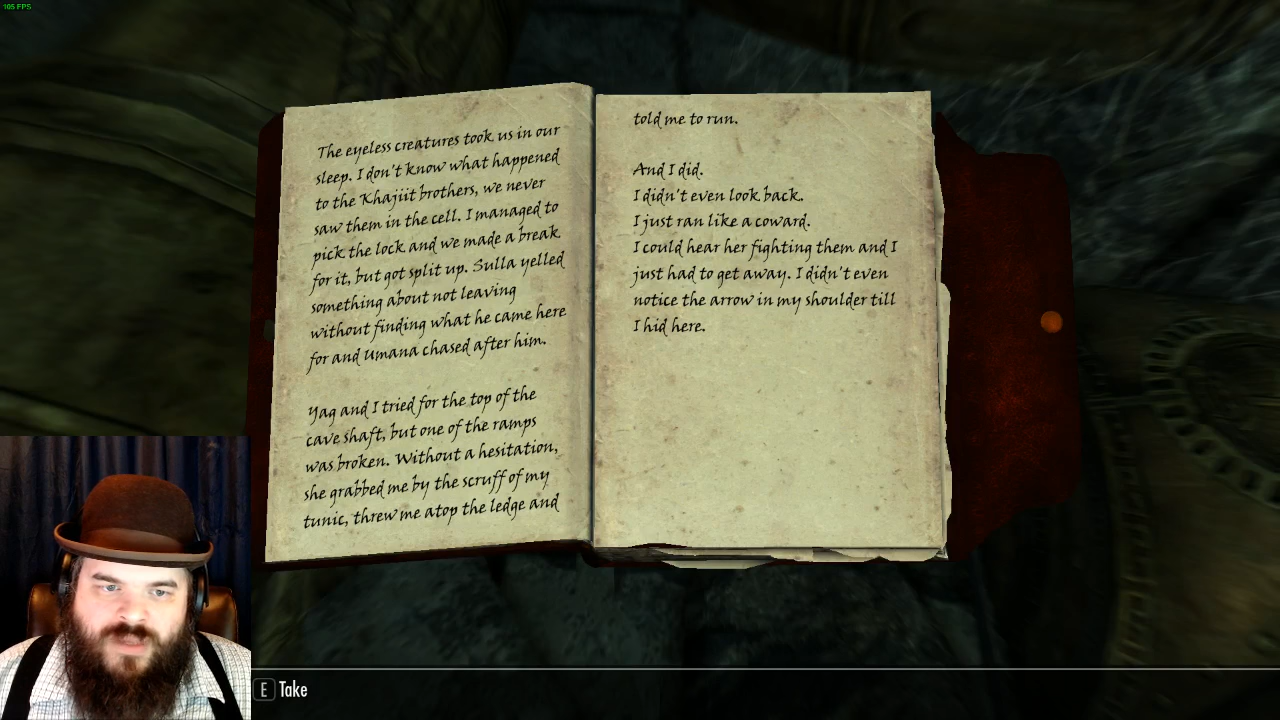 105 FPS
The eyeless creatures took us in our
sleep. I don't know what happened
to the Khajiit brothers, we never
saw them in the cell. I managed to
pick the lock and we made a break
for it, but got split up. Sulla yelled
something about not leaving
without finding what he came here
for and Umana chased after him.
Yag and I tried for the top of the
cave shaft, but one of the ramps
was broken. Without a hesitation,
she grabbed me by the scruff of my
tunic, threw me atop the ledge and
told me to run.
And I did.
I didn't even look back.
I just ran like a coward.
I could hear her fighting them and I
just had to get away. I didn't even
notice the arrow in my shoulder till
I hid here.
E Take